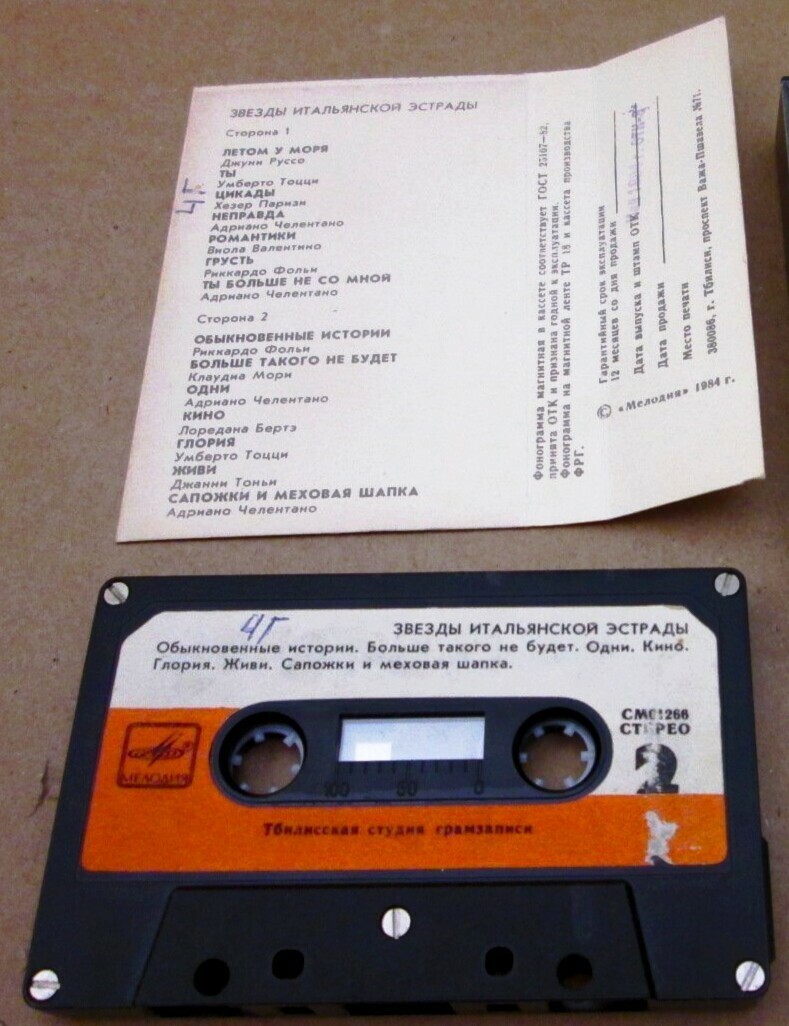 ЗВЕЗДЫ ИТАЛЬЯНСКОЙ ЭСТРАДЫ
Сторона 1
ЛЕТОМ У МОРЯ
Джуни Руссо
ТЫ
Умберто Тоцци
ЦИКАДЫ
Хезер Паризи
НЕПРАВДА
Адриано Челентано
РОМАНТИКИ
Виола Валентино
ГРУСТЬ
Риккардо Фольи
ТЫ БОЛЬШЕ НЕ СО МНОЙ
Адриано Челентано
Сторона 2
ОБЫКНОВЕННЫЕ ИСТОРИИ
Риккардо Фольи
БОЛЬШЕ ТАКОГО НЕ БУДЕТ
Клаудиа Мори
ОДНИ
Адриано Челентано
КИНО
Лоредана Бертэ
ГЛОРИЯ
Умберто Тоцци
ЖИВИ
Джанни Тоньи
САПОЖКИ И МЕХОВАЯ ШАПКА
Адриано Челентано
4Г
Фонограмма магнитная в кассете соответствует ГОСТ 23107—82,
принята ОТК и признана годной к эксплуатации.
Фонограмма на магнитной ленте ТР 18 и кассета производства
ФРГ.
Гарантийный срок эксплуатации
12 месяцев со дня продажи
Дата выпуска и штамп ОТК
Дата продажи
Место печати
380086, г. Тбилиси, проспект Важа-Пшавела №71.
© «Мелодия» 1984 г.
4Г
ЗВЕЗДЫ ИТАЛЬЯНСКОЙ ЭСТРАДЫ
Обыкновенные истории. Больше такого не будет. Одни. Кино.
Глория. Живи. Сапожки и меховая шапка.
СМ01266
СТЕРЕО
2
МЕЛОДИЯ
100 50 0
Тбилисская студия грамзаписи